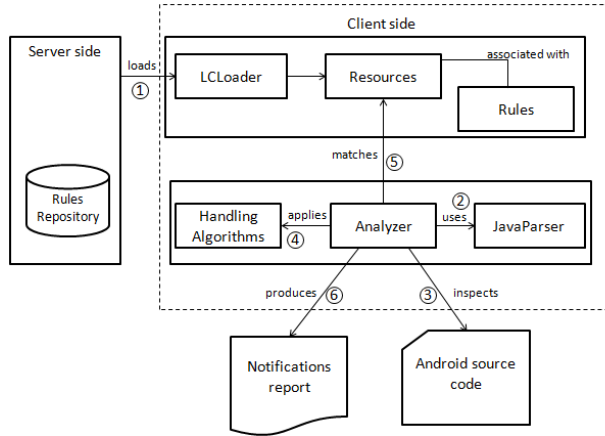 Client side
Server side
loads
1
LCLoader
Resources
associated with
Rules
matches
5
Rules
Repository
Handling
Algorithms
applies
4
Analyzer
2
uses
JavaParser
produces
6
3
inspects
Notifications
report
Android source
code